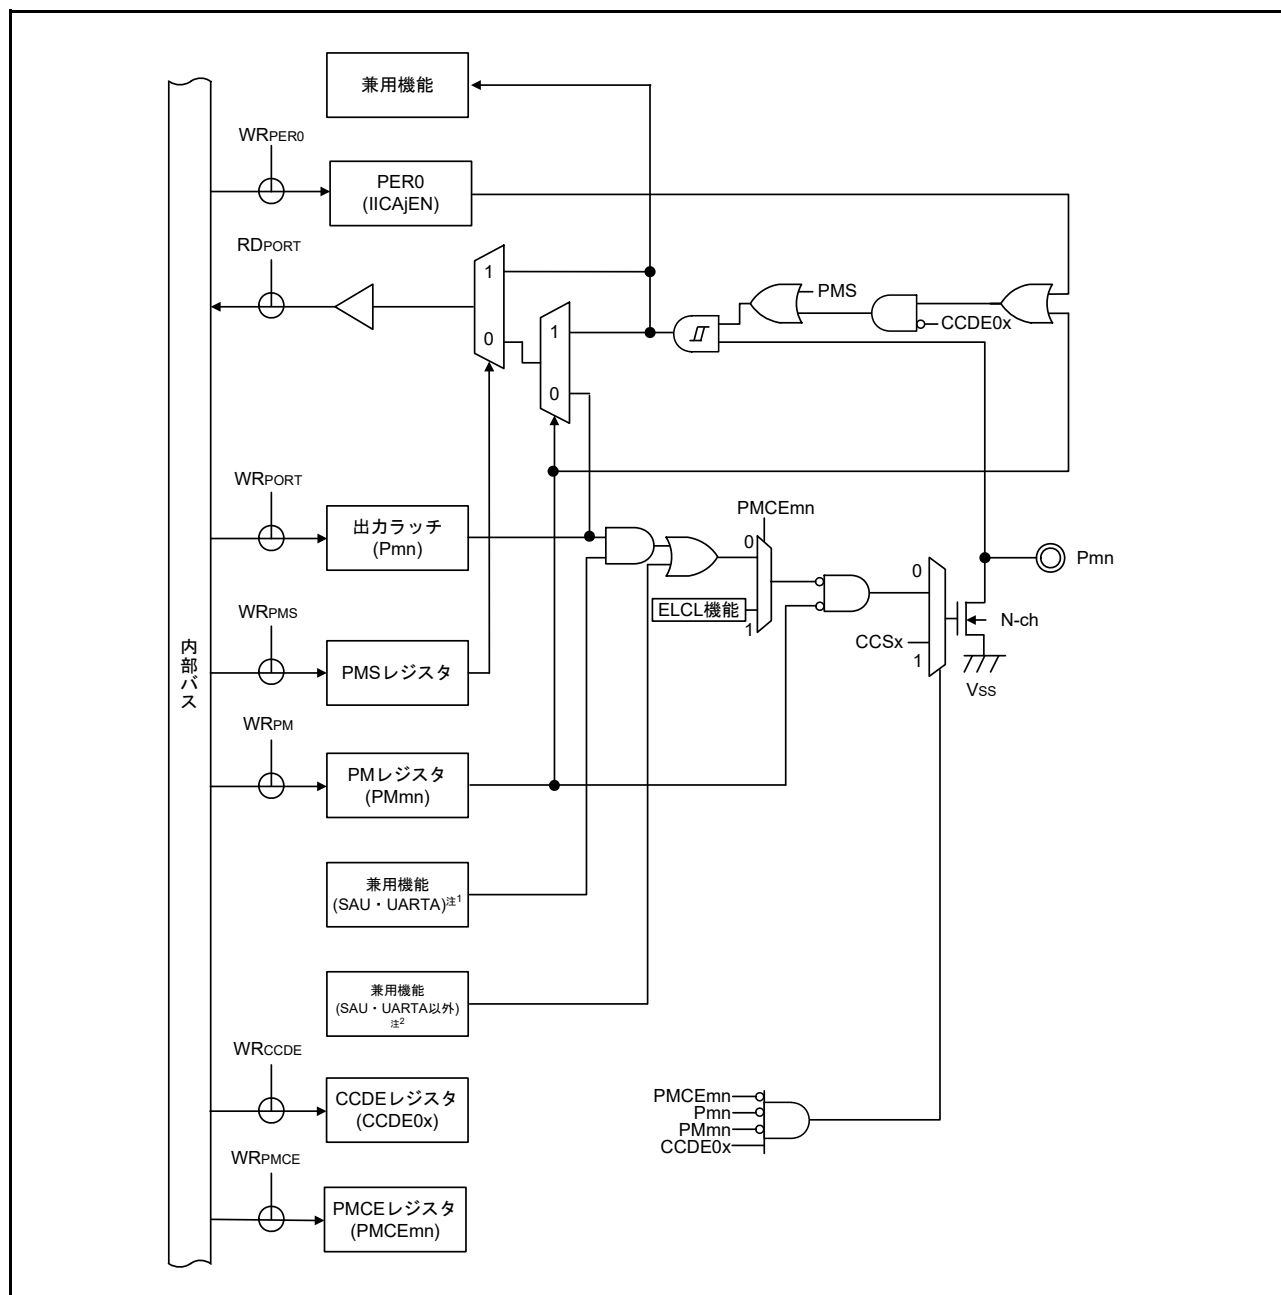 兼用機能
WRPER0
PER0
(IICAjEN)
RDPORT
1
0
1
0
PMS
CCDE0x
WRPORT
出力ラッチ
(Pmn)
PMCEmn
0
ELCL機能
1
0
CCSx
1
Pmn
N-ch
VSS
WRPMS
PMSレジスタ
内部バス
WRPM
PMレジスタ
(PMmn)
兼用機能
(SAU・UARTA)注1
兼用機能
(SAU・UARTA以外)
注2
WRCCDE
CCDEレジスタ
(CCDE0x)
PMCEmn
Pmn
PMmn
CCDE0x
WRPMCE
PMCEレジスタ
(PMCEmn)